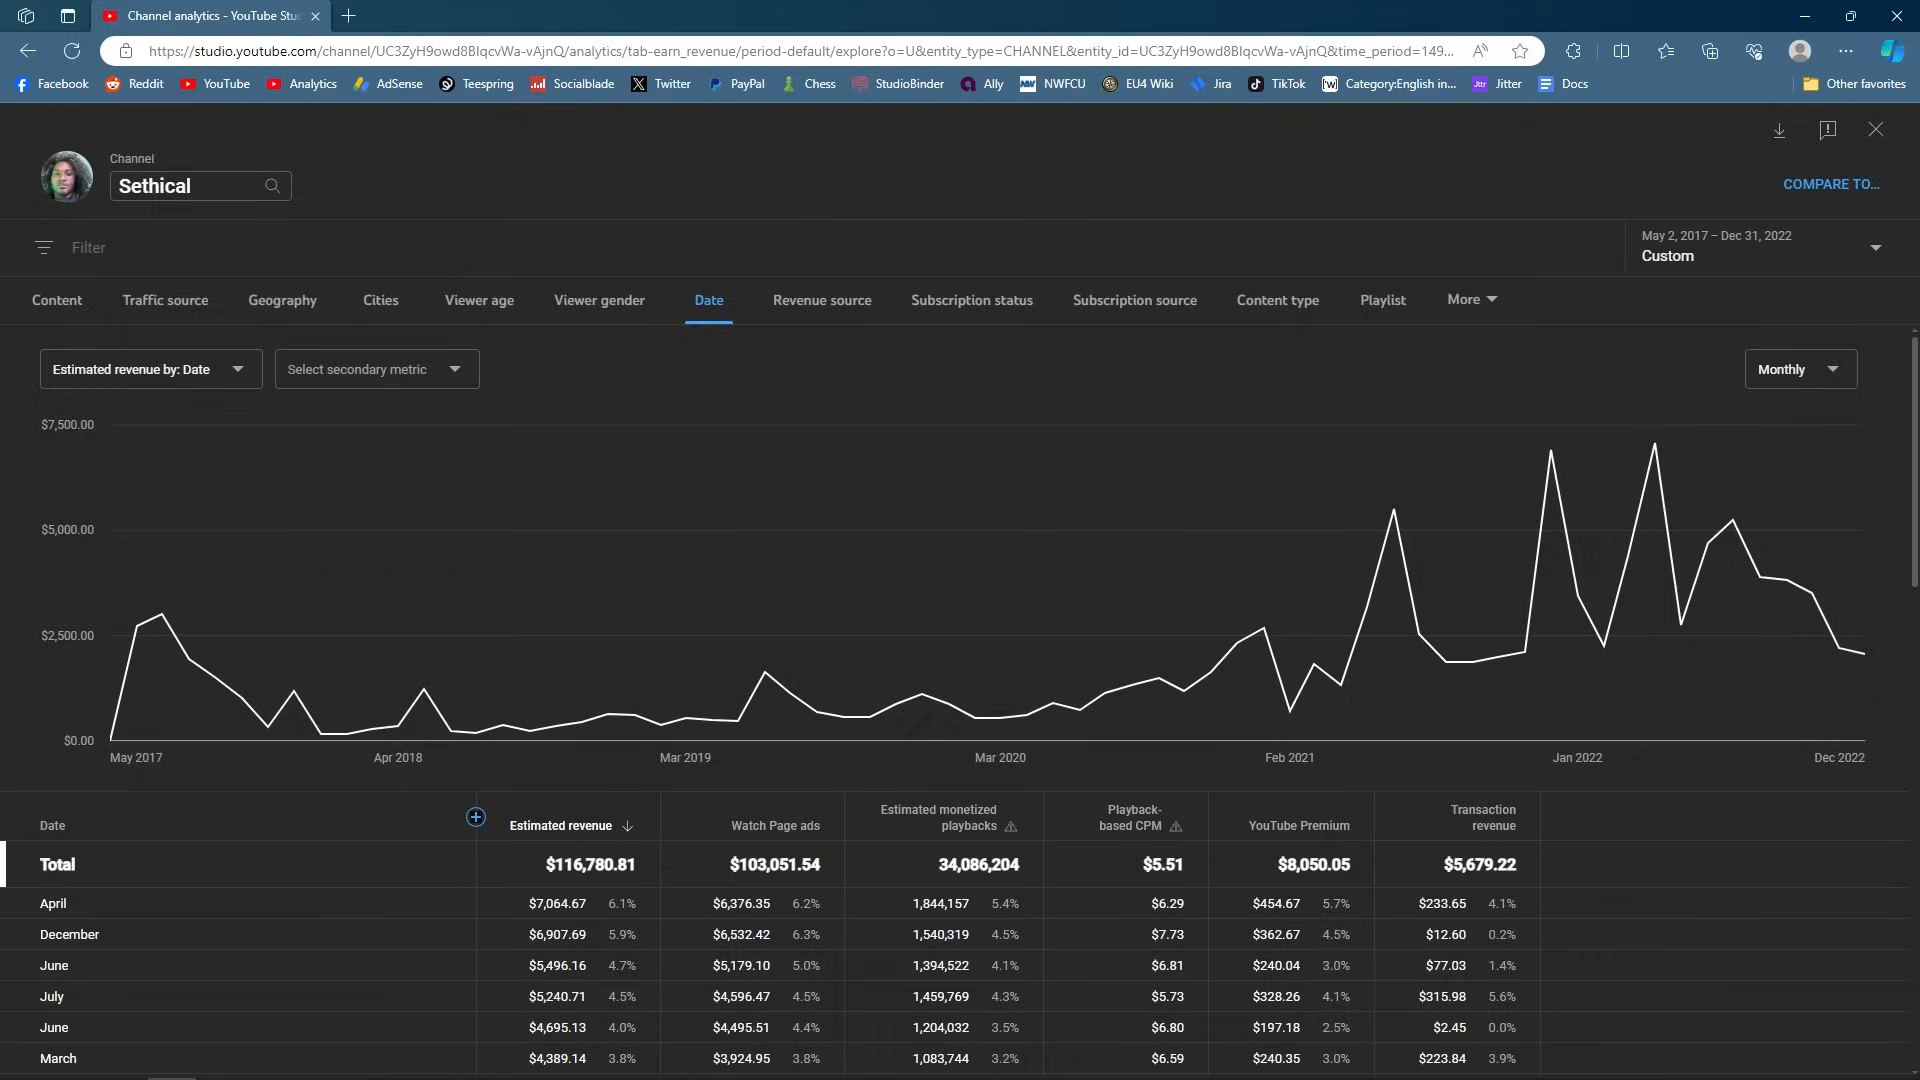 Channel analytics - YouTube Stu
https://studio.youtube.com/channel/UC3ZyH9owd8BIqcvWa-vAjnQ/analytics/tab-earn_revenue/period-default/explore?o=U&entity_type=CHANNEL&entity_id=UC3ZyH9owd8BIqcvWa-vAjnQ&time_period=149...
Facebook Reddit YouTube Analytics AdSense Teespring Socialblade Twitter PayPal Chess StudioBinder Ally NWFCU EU4 Wiki Jira TikTok Category:English in... Jitter Docs Other favorites
Channel
Sethical
COMPARE TO...
Filter
May 2, 2017 – Dec 31, 2022
Custom
Content Traffic source Geography Cities Viewer age Viewer gender Date Revenue source Subscription status Subscription source Content type Playlist More
Estimated revenue by: Date Select secondary metric Monthly
$7,500.00
$5,000.00
$2,500.00
$0.00
May 2017 Apr 2018 Mar 2019 Mar 2020 Feb 2021 Jan 2022 Dec 2022
Date Estimated revenue Watch Page ads Estimated monetized playbacks Playback-based CPM YouTube Premium Transaction revenue
Total $116,780.81 $103,051.54 34,086,204 $5.51 $8,050.05 $5,679.22
April $7,064.67 6.1% $6,376.35 6.2% 1,844,157 5.4% $6.29 $454.67 5.7% $233.65 4.1%
December $6,907.69 5.9% $6,532.42 6.3% 1,540,319 4.5% $7.73 $362.67 4.5% $12.60 0.2%
June $5,496.16 4.7% $5,179.10 5.0% 1,394,522 4.1% $6.81 $240.04 3.0% $77.03 1.4%
July $5,240.71 4.5% $4,596.47 4.5% 1,459,769 4.3% $5.73 $328.26 4.1% $315.98 5.6%
June $4,695.13 4.0% $4,495.51 4.4% 1,204,032 3.5% $6.80 $197.18 2.5% $2.45 0.0%
March $4,389.14 3.8% $3,924.95 3.8% 1,083,744 3.2% $6.59 $240.35 3.0% $223.84 3.9%